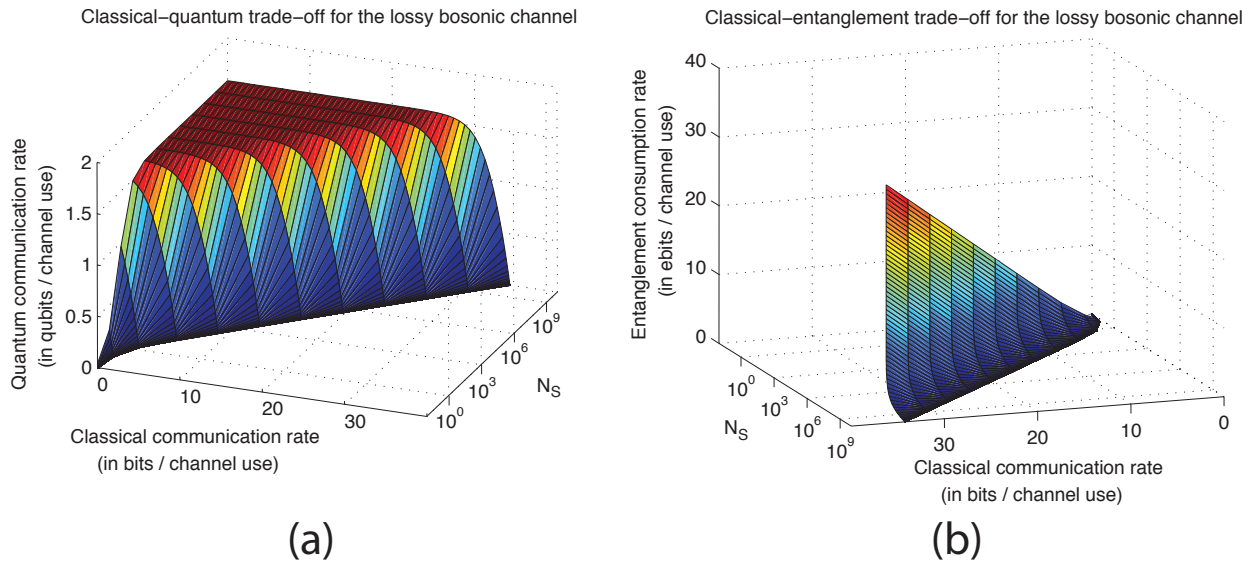 Classical−quantum trade−off for the lossy bosonic channel
Quantum communication rate
(in qubits / channel use)
2
1.5
1
0.5
0
0
10
20
30
Classical communication rate
(in bits / channel use)
10^0
10^3
10^6
10^9
N_S
(a)
Classical−entanglement trade−off for the lossy bosonic channel
Entanglement consumption rate
(in ebits / channel use)
40
30
20
10
0
10^0
10^3
10^6
10^9
N_S
30
20
10
0
Classical communication rate
(in bits / channel use)
(b)